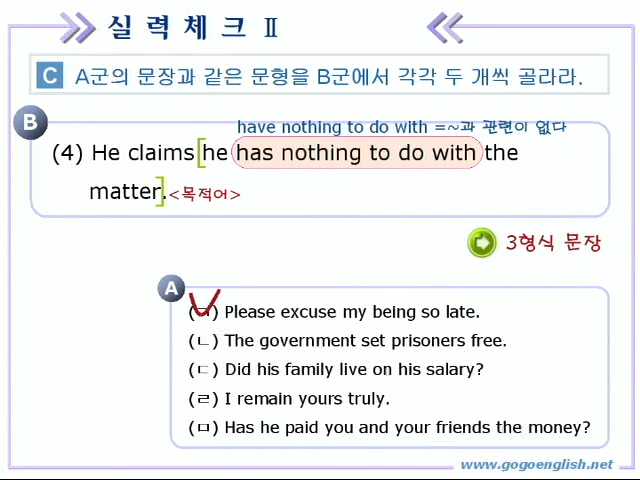 실 력 체 크 Ⅱ
C A군의 문장과 같은 문형을 B군에서 각각 두 개씩 골라라.
B
have nothing to do with =~과 관련이 없다
(4) He claims [he has nothing to do with the
matter]. <목적어>
3형식 문장
A
(ㄱ) Please excuse my being so late.
(ㄴ) The government set prisoners free.
(ㄷ) Did his family live on his salary?
(ㄹ) I remain yours truly.
(ㅁ) Has he paid you and your friends the money?
www.gogoenglish.net